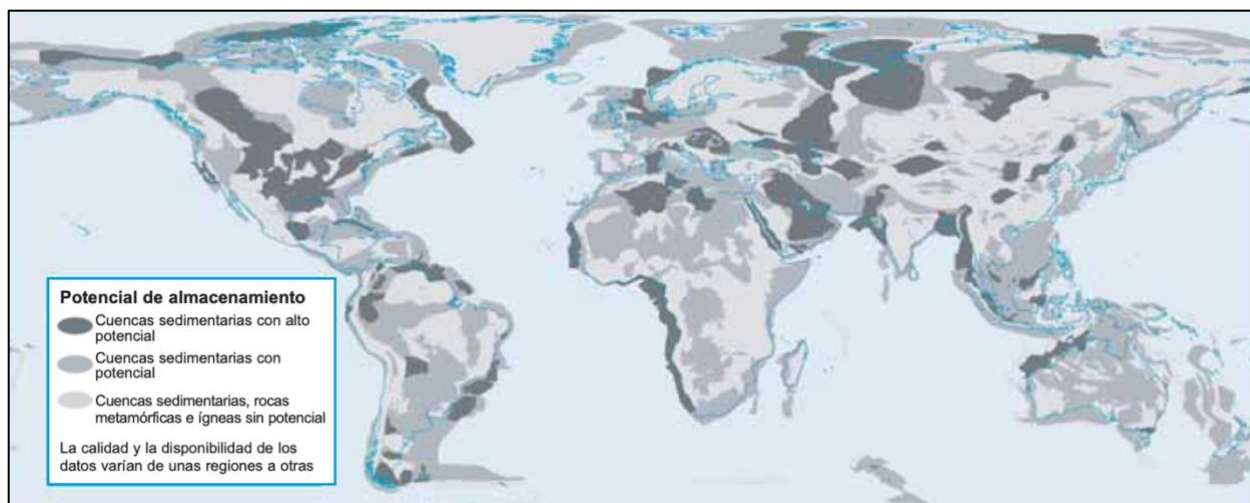 Potencial de almacenamiento
Cuencas sedimentarias con alto
potencial
Cuencas sedimentarias con
potencial
Cuencas sedimentarias, rocas
metamórficas e ígneas sin potencial
La calidad y la disponibilidad de los
datos varían de unas regiones a otras